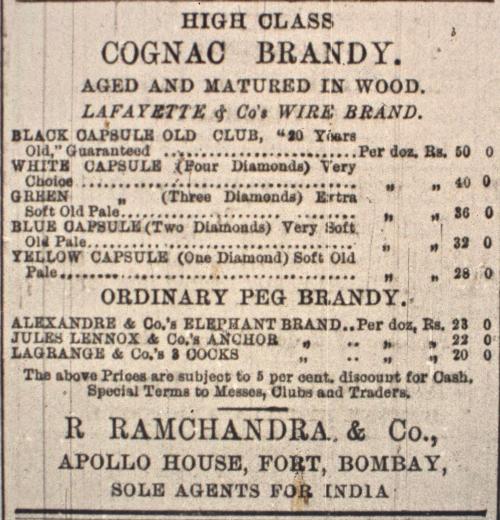 HIGH CLASS
COGNAC BRANDY.
AGED AND MATURED IN WOOD.
LAFAYETTE & Co's WIRE BRAND.
BLACK CAPSULE OLD CLUB, "20 Years
Old," Guaranteed ........................Per doz. Rs. 50 0
WHITE CAPSULE (Four Diamonds) Very
Choice ........................ „ „ 40 0
GREEN „ (Three Diamonds) Extra
Soft Old Pale........................ „ „ 36 0
BLUE CAPSULE (Two Diamonds) Very Soft
Old Pale........................ „ „ 32 0
YELLOW CAPSULE (One Diamond) Soft Old
Pale........................ „ „ 28 0
ORDINARY PEG BRANDY.
ALEXANDRE & Co.'s ELEPHANT BRAND..Per doz, Rs. 23 0
JULES LENNOX & Co.'s ANCHOR „ .. „ „ 22 0
LAGRANGE & Co.'s 3 COCKS „ .. „ „ 20 0
The above Prices are subject to 5 per cent. discount for Cash.
Special Terms to Messes, Clubs and Traders.
R RAMCHANDRA & Co.,
APOLLO HOUSE, FORT, BOMBAY,
SOLE AGENTS FOR INDIA